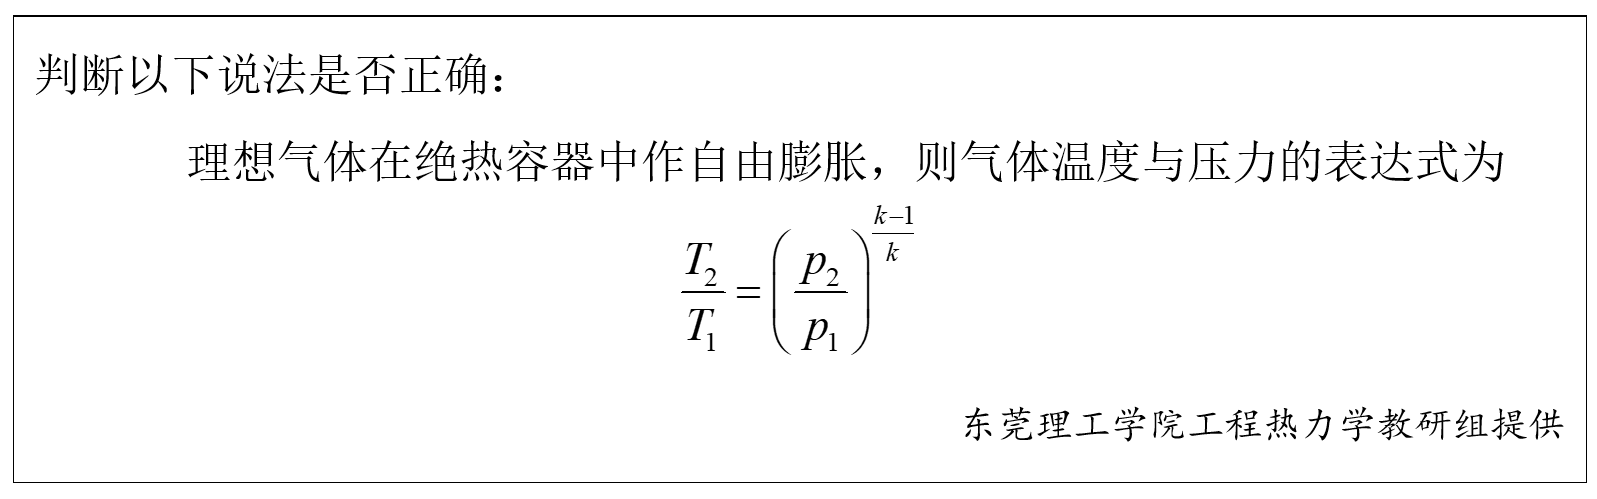 判断以下说法是否正确：
理想气体在绝热容器中作自由膨胀，则气体温度与压力的表达式为
$\frac{T_2}{T_1}=\left(\frac{p_2}{p_1}\right)^{\frac{k-1}{k}}$
东莞理工学院工程热力学教研组提供